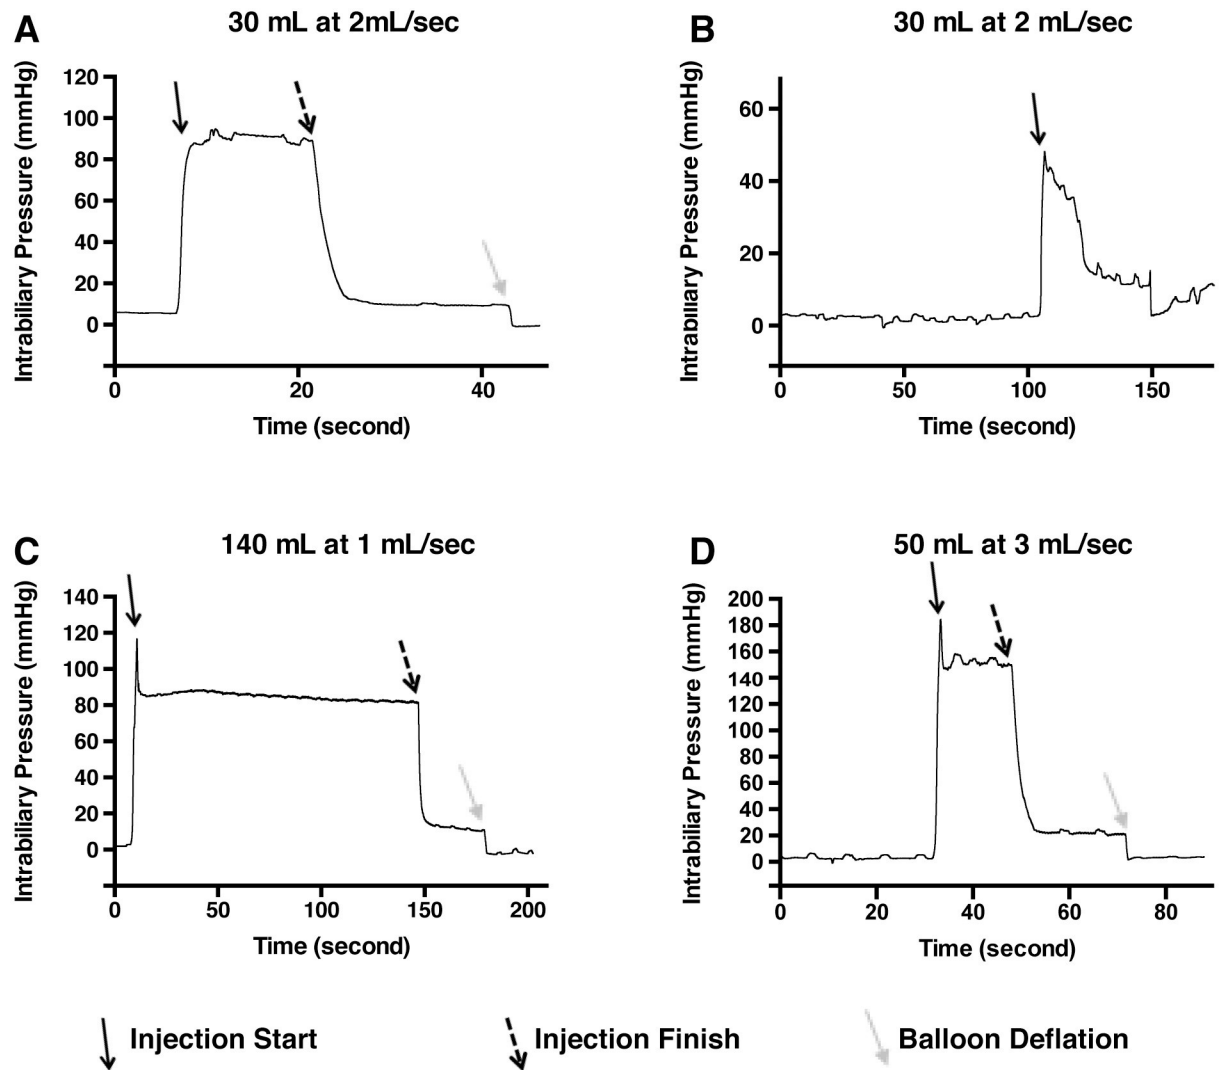 A
30 mL at 2mL/sec
Intrabiliary Pressure (mmHg)
120
100
80
60
40
20
0
0 20 40
Time (second)
B
30 mL at 2 mL/sec
Intrabiliary Pressure (mmHg)
60
40
20
0
0 50 100 150
Time (second)
C
140 mL at 1 mL/sec
Intrabiliary Pressure (mmHg)
140
120
100
80
60
40
20
0
0 50 100 150 200
Time (second)
D
50 mL at 3 mL/sec
Intrabiliary Pressure (mmHg)
200
180
160
140
120
100
80
60
40
20
0
0 20 40 60 80
Time (second)
Injection Start
Injection Finish
Balloon Deflation